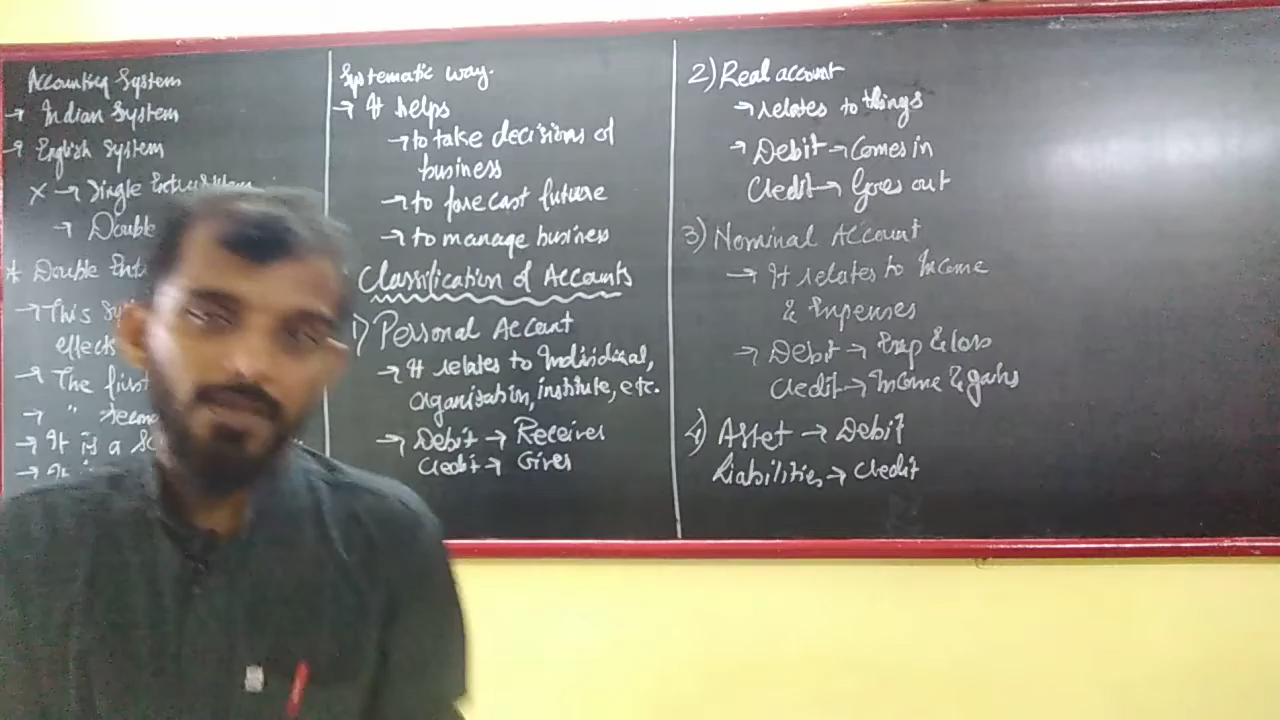 Accounting System
→ Indian System
→ English System
X → Single Entry
→ Double
* Double Ent
→ This Sy
effects
→ The first
→ " Secon
→ It is a
→
Systematic way.
→ It helps
→ to take decisions of
business
→ to forecast future
→ to manage business
Classification of Accounts
1) Personal Account
→ It relates to Individual,
organisation, institute, etc.
→ Debit → Receives
Credit → Gives
2) Real account
→ relates to things
→ Debit → Comes in
Credit → Goes out
3) Nominal Account
→ It relates to Income
& Expenses
→ Debit → Exp & loss
Credit → Income & gains
4) Asset → Debit
Liabilities → Credit